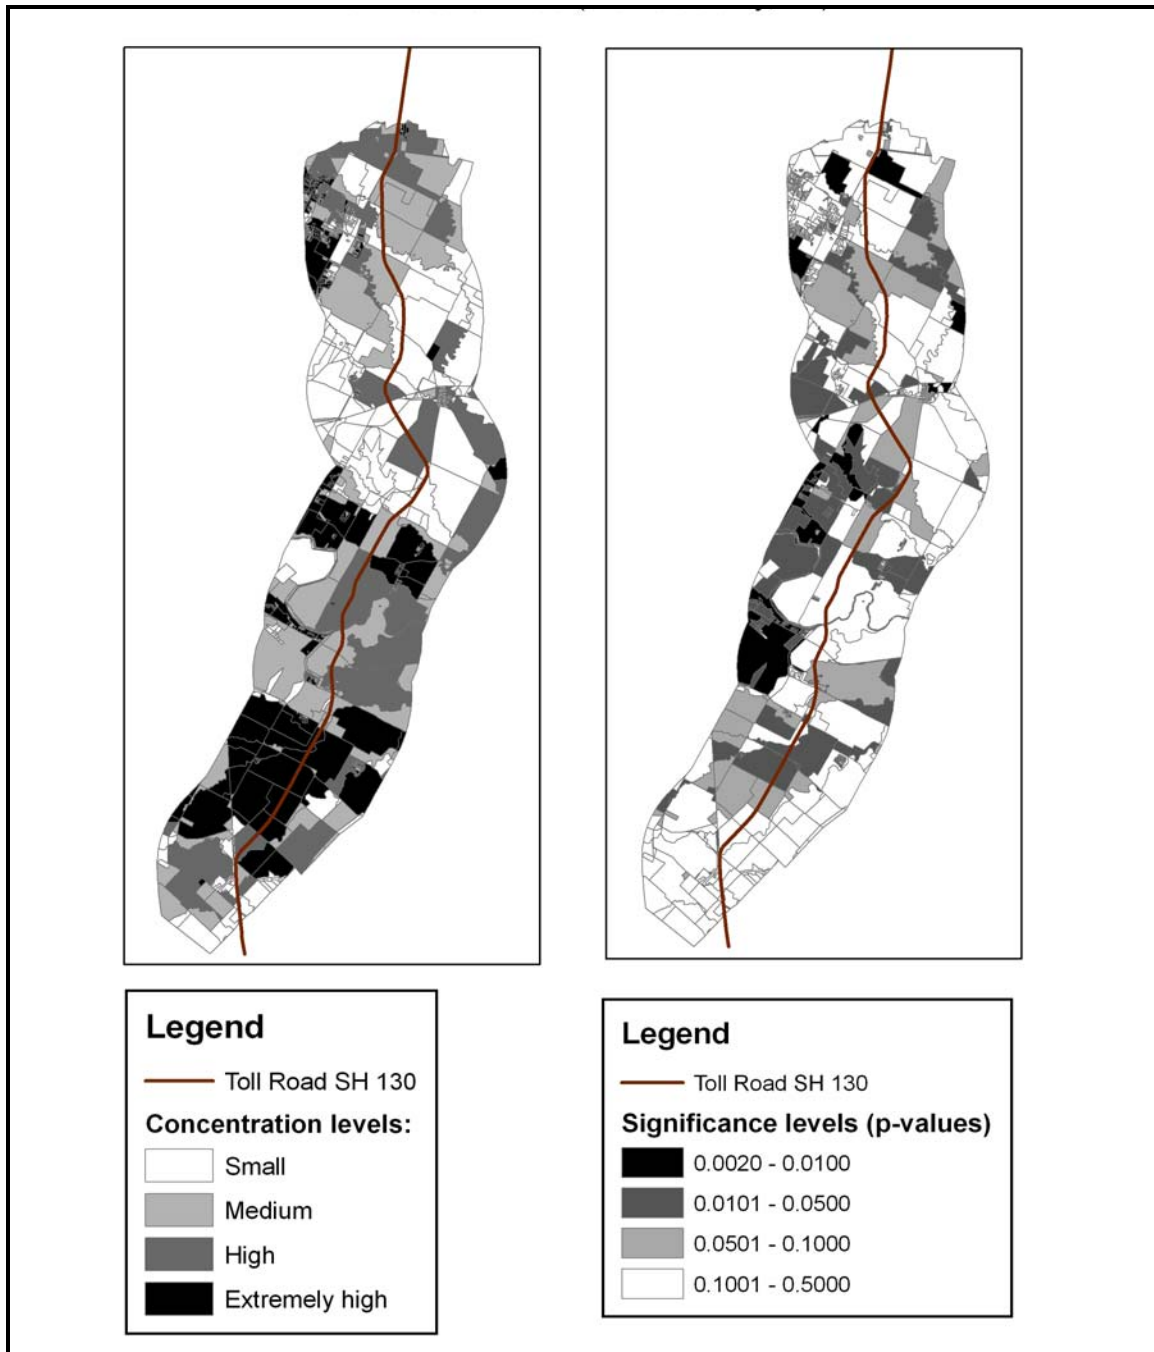 Legend
Toll Road SH 130
Concentration levels:
Small
Medium
High
Extremely high
Legend
Toll Road SH 130
Significance levels (p-values)
0.0020 - 0.0100
0.0101 - 0.0500
0.0501 - 0.1000
0.1001 - 0.5000